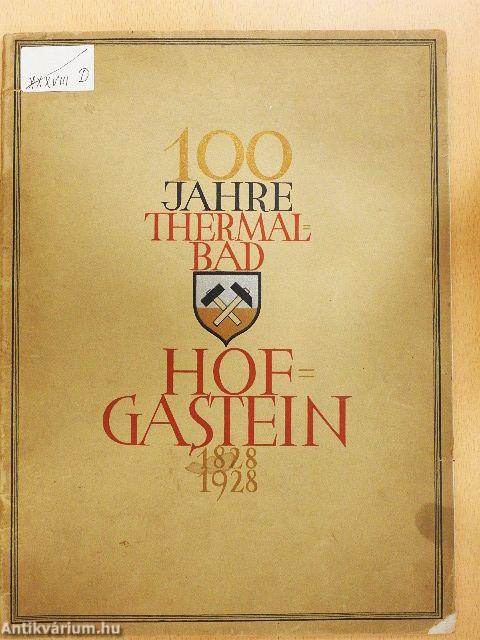 XXXVIII D
100
JAHRE
THERMAL=
BAD
HOF=
GASTEIN
1828
1928
Antikvárium.hu